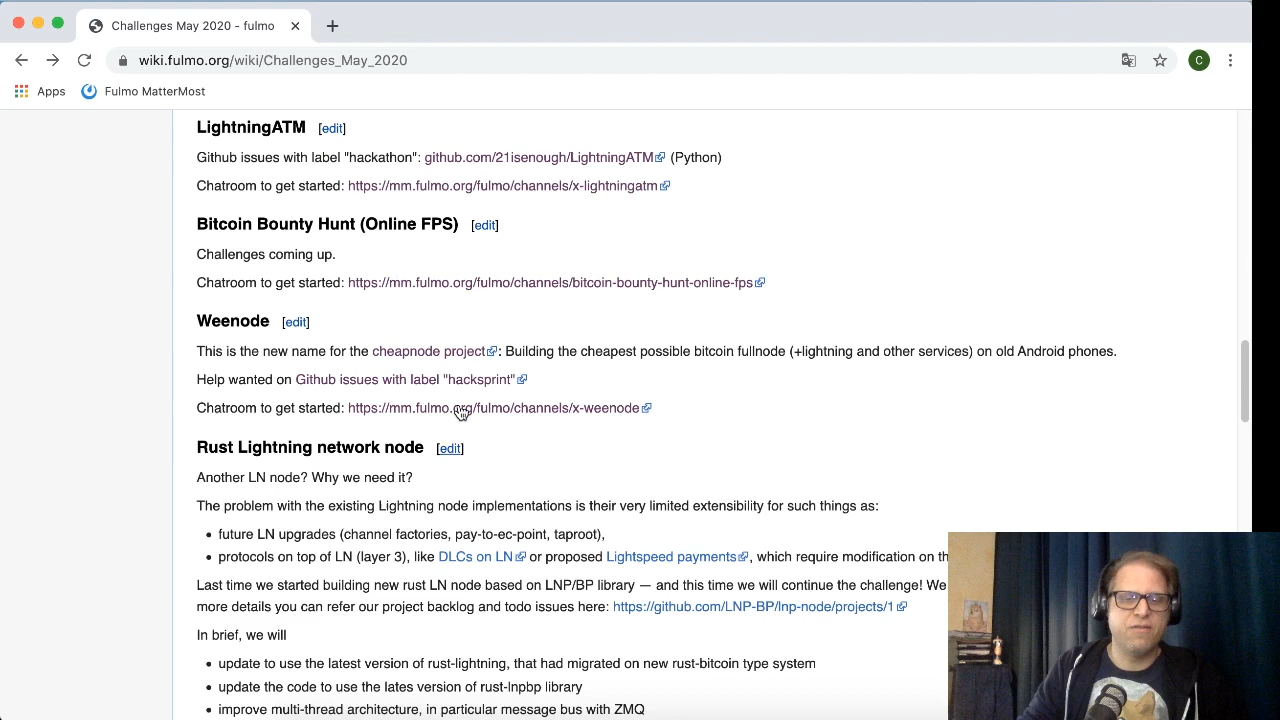 Challenges May 2020 - fulmo
wiki.fulmo.org/wiki/Challenges_May_2020
C
Apps Fulmo MatterMost
LightningATM [edit]
Github issues with label "hackathon": github.com/21isenough/LightningATM (Python)
Chatroom to get started: https://mm.fulmo.org/fulmo/channels/x-lightningatm
Bitcoin Bounty Hunt (Online FPS) [edit]
Challenges coming up.
Chatroom to get started: https://mm.fulmo.org/fulmo/channels/bitcoin-bounty-hunt-online-fps
Weenode [edit]
This is the new name for the cheapnode project: Building the cheapest possible bitcoin fullnode (+lightning and other services) on old Android phones.
Help wanted on Github issues with label "hacksprint"
Chatroom to get started: https://mm.fulmo.org/fulmo/channels/x-weenode
Rust Lightning network node [edit]
Another LN node? Why we need it?
The problem with the existing Lightning node implementations is their very limited extensibility for such things as:
• future LN upgrades (channel factories, pay-to-ec-point, taproot),
• protocols on top of LN (layer 3), like DLCs on LN or proposed Lightspeed payments, which require modification on th
Last time we started building new rust LN node based on LNP/BP library — and this time we will continue the challenge! We
more details you can refer our project backlog and todo issues here: https://github.com/LNP-BP/lnp-node/projects/1
In brief, we will
• update to use the latest version of rust-lightning, that had migrated on new rust-bitcoin type system
• update the code to use the lates version of rust-lnpbp library
• improve multi-thread architecture, in particular message bus with ZMQ